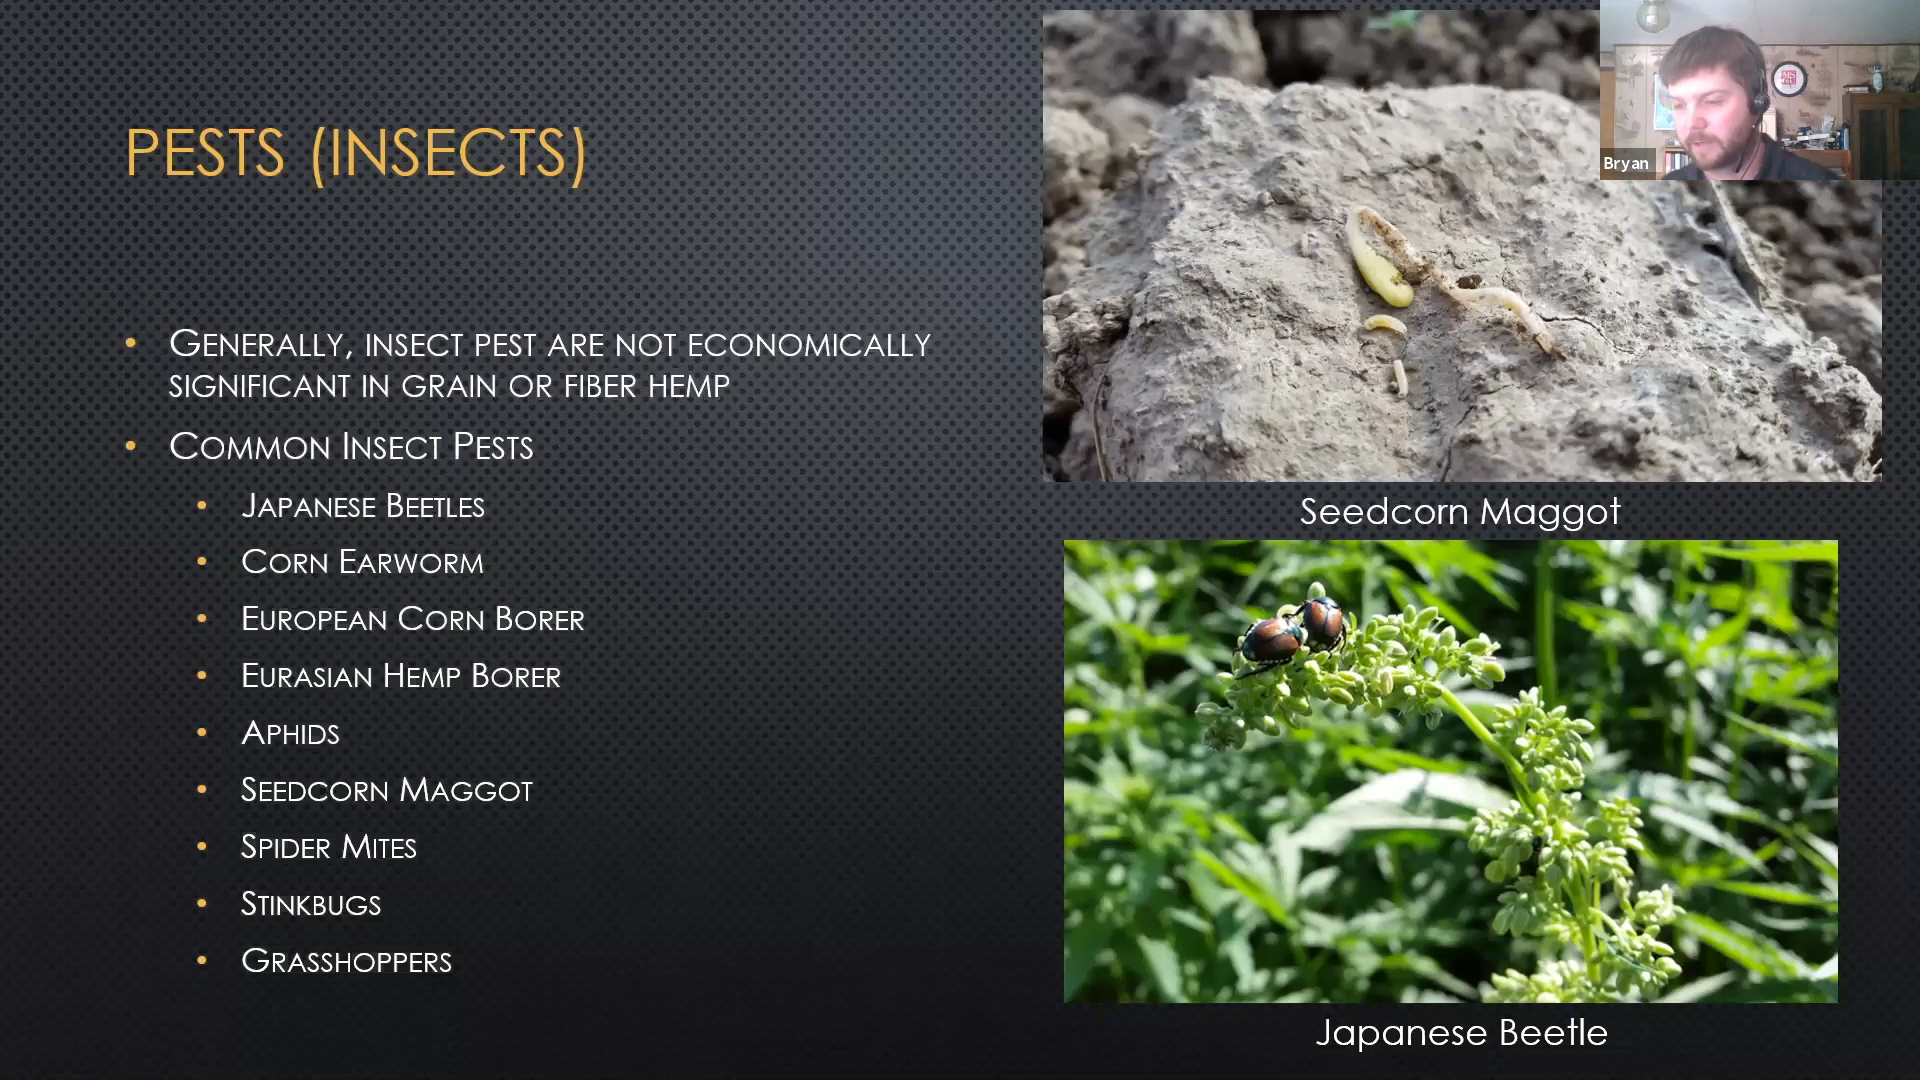 PESTS (INSECTS)
• GENERALLY, INSECT PEST ARE NOT ECONOMICALLY
SIGNIFICANT IN GRAIN OR FIBER HEMP
• COMMON INSECT PESTS
• JAPANESE BEETLES
• CORN EARWORM
• EUROPEAN CORN BORER
• EURASIAN HEMP BORER
• APHIDS
• SEEDCORN MAGGOT
• SPIDER MITES
• STINKBUGS
• GRASSHOPPERS
Bryan
Seedcorn Maggot
Japanese Beetle